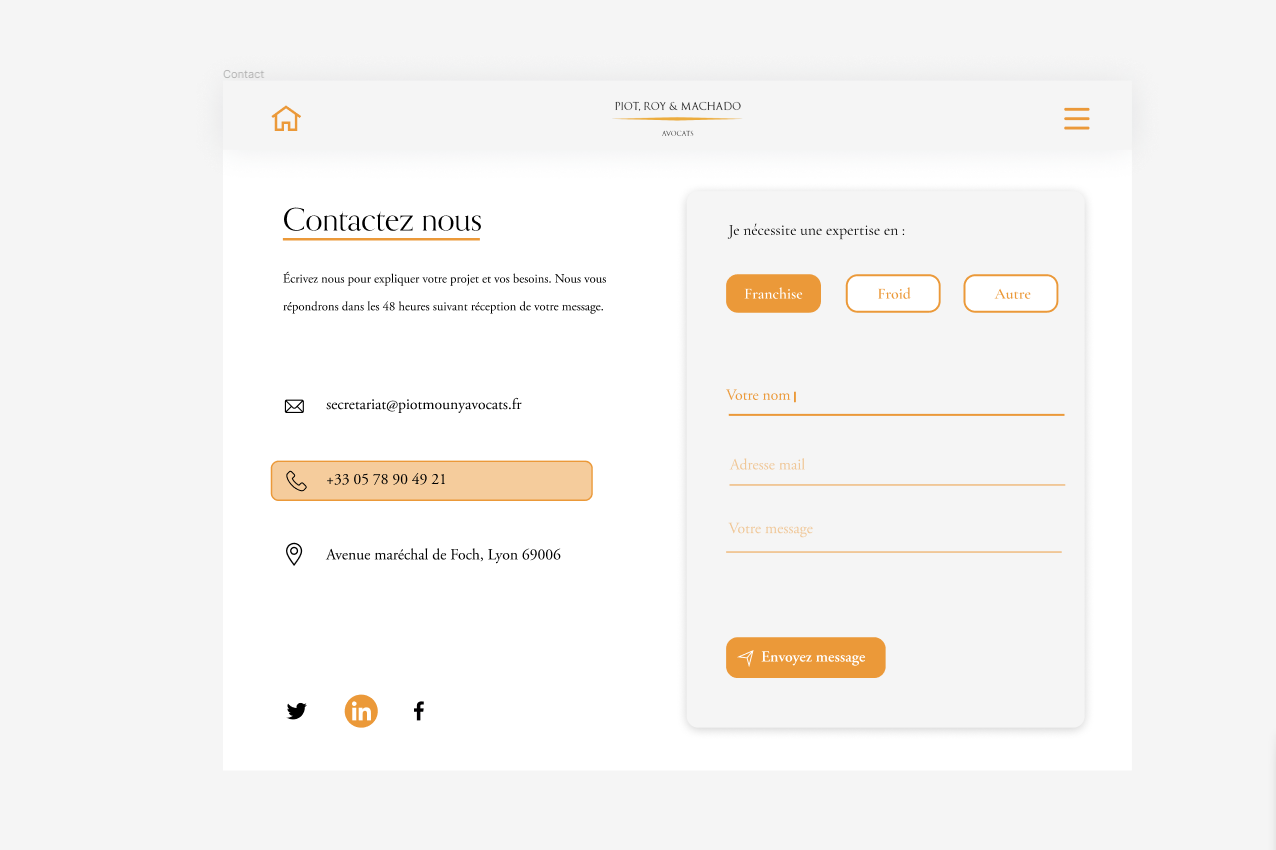 Contact
PIOT, ROY & MACHADO
AVOCATS
Contactez nous
Écrivez nous pour expliquer votre projet et vos besoins. Nous vous
répondrons dans les 48 heures suivant réception de votre message.
secretariat@piotmounyavocats.fr
+33 05 78 90 49 21
Avenue maréchal de Foch, Lyon 69006
in
f
Je nécessite une expertise en :
Franchise
Froid
Autre
Votre nom
Adresse mail
Votre message
Envoyez message